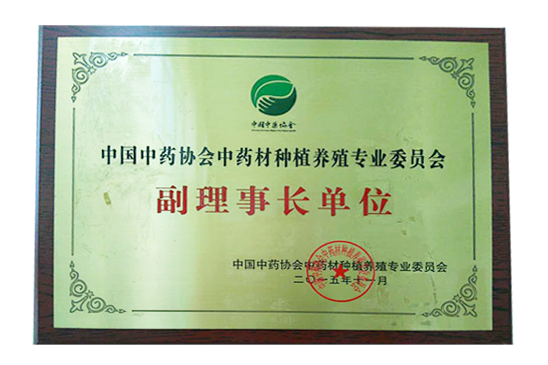 中国中药协会
中国中药协会中药材种植养殖专业委员会
副理事长单位
中国中药协会中药材种植养殖专业委员会
二〇一五年十一月